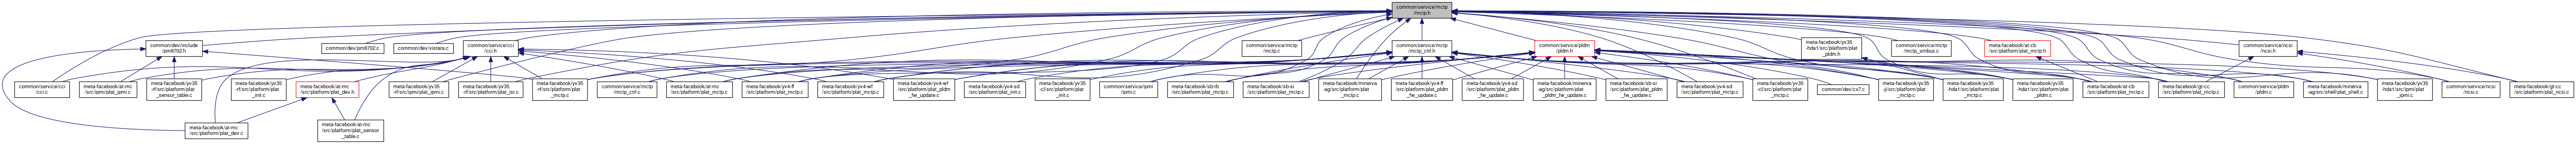 common/service/mctp
/mctp.h
common/dev/include
/pm8702.h
common/dev/pm8702.c
common/dev/vistara.c
common/service/cci
/cci.h
common/service/mctp
/mctp.c
common/service/mctp
/mctp_ctrl.h
common/service/pldm
/pldm.h
meta-facebook/yv35
-hda1/src/platform/plat
_pldm.h
common/service/mctp
/mctp_smbus.c
meta-facebook/at-cb
/src/platform/plat_mctp.h
common/service/ncsi
/ncsi.h
common/service/cci
/cci.c
meta-facebook/at-mc
/src/ipmi/plat_ipmi.c
meta-facebook/yv35
-rf/src/platform/plat
_sensor_table.c
meta-facebook/yv35
-rf/src/platform/plat
_init.c
meta-facebook/at-mc
/src/platform/plat_dev.h
meta-facebook/yv35
-rf/src/ipmi/plat_ipmi.c
meta-facebook/yv35
-rf/src/platform/plat_isr.c
meta-facebook/yv35
-rf/src/platform/plat
_mctp.c
common/service/mctp
/mctp_ctrl.c
meta-facebook/at-mc
/src/platform/plat_mctp.c
meta-facebook/yv4-ff
/src/platform/plat_mctp.c
meta-facebook/yv4-wf
/src/platform/plat_mctp.c
meta-facebook/yv4-wf
/src/platform/plat_pldm
_fw_update.c
meta-facebook/yv4-sd
/src/platform/plat_init.c
meta-facebook/yv35
-cl/src/platform/plat
_init.c
common/service/ipmi
/ipmi.c
meta-facebook/sb-rb
/src/platform/plat_mctp.c
meta-facebook/sb-si
/src/platform/plat_mctp.c
meta-facebook/minerva
-ag/src/platform/plat
_mctp.c
meta-facebook/yv4-ff
/src/platform/plat_pldm
_fw_update.c
meta-facebook/yv4-sd
/src/platform/plat_pldm
_fw_update.c
meta-facebook/minerva
-ag/src/platform/plat
_pldm_fw_update.c
meta-facebook/sb-si
/src/platform/plat_pldm
_fw_update.c
meta-facebook/yv4-sd
/src/platform/plat_mctp.c
meta-facebook/yv35
-cl/src/platform/plat
_mctp.c
common/dev/cx7.c
meta-facebook/yv35
-ji/src/platform/plat
_mctp.c
meta-facebook/yv35
-hda1/src/platform/plat
_mctp.c
meta-facebook/yv35
-hda1/src/platform/plat
_pldm.c
meta-facebook/at-cb
/src/platform/plat_mctp.c
meta-facebook/gt-cc
/src/platform/plat_mctp.c
common/service/pldm
/pldm.c
meta-facebook/minerva
-ag/src/shell/plat_shell.c
meta-facebook/yv35
-hda1/src/ipmi/plat
_ipmi.c
common/service/ncsi
/ncsi.c
meta-facebook/gt-cc
/src/platform/plat_ncsi.c
meta-facebook/at-mc
/src/platform/plat_dev.c
meta-facebook/at-mc
/src/platform/plat_sensor
_table.c